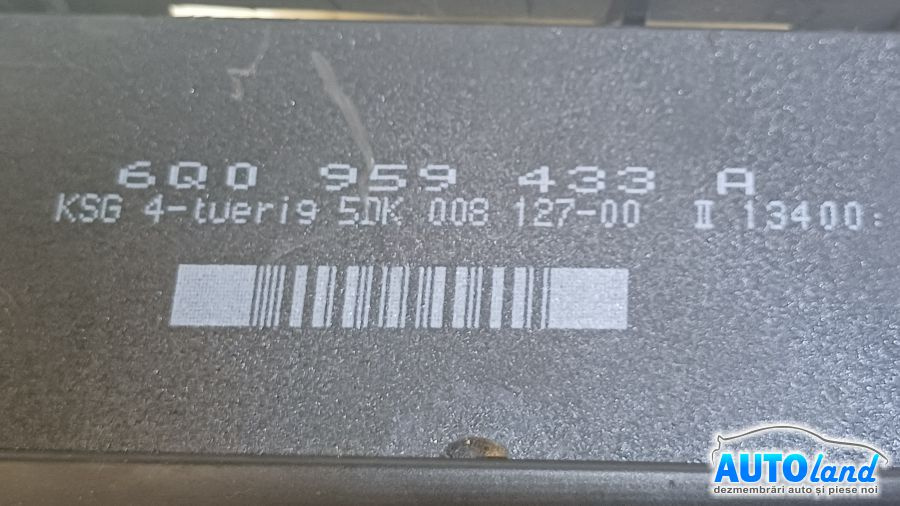 6Q0 959 433 A
KSG 4-tuerig 5DK 008 127-00 II 13400
AUTOland
dezmembrări auto și piese noi